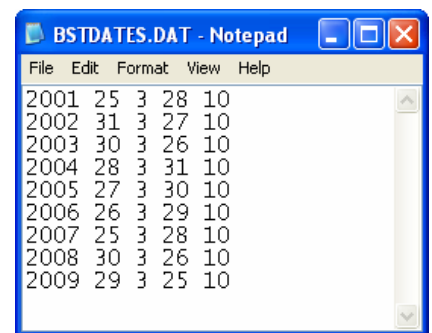 BSTDATES.DAT - Notepad
File Edit Format View Help
2001 25 3 28 10
2002 31 3 27 10
2003 30 3 26 10
2004 28 3 31 10
2005 27 3 30 10
2006 26 3 29 10
2007 25 3 28 10
2008 30 3 26 10
2009 29 3 25 10